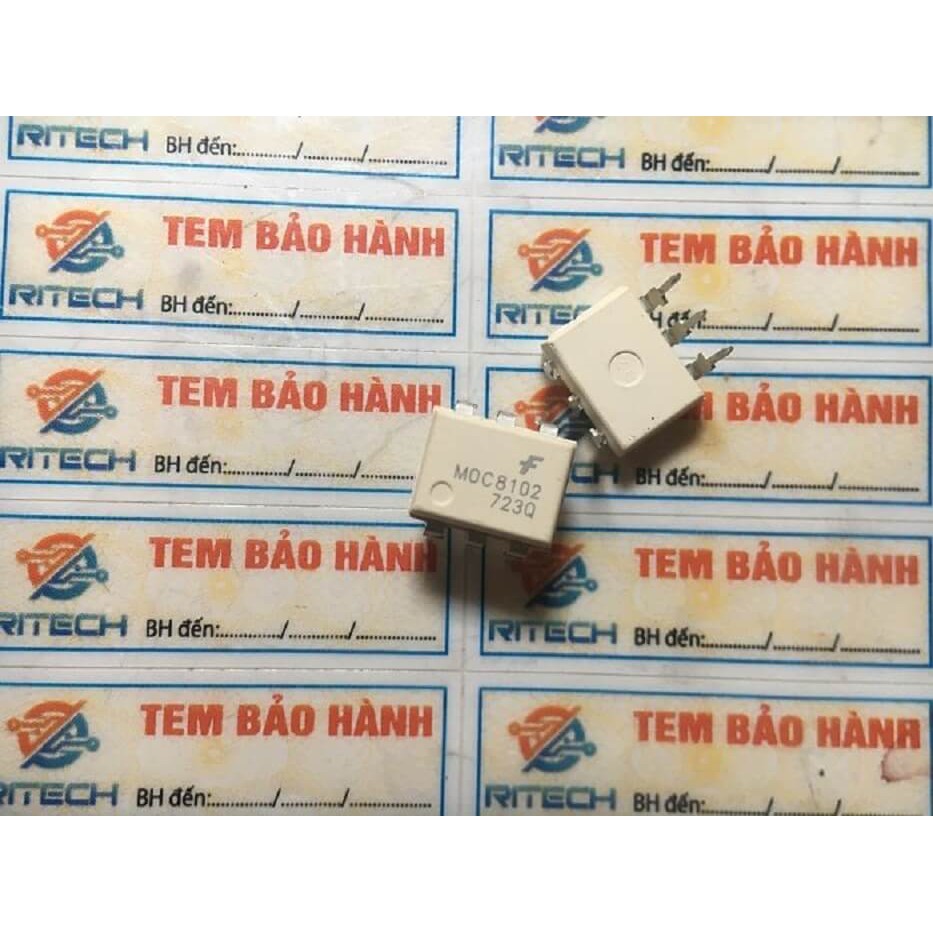 RITECH BH đến:............/............/................
RITECH BH đến:............/............/................
TEM BẢO HÀNH
RITECH BH đến:............/............/................
TEM BẢO HÀNH
............/............/................
TEM BẢO HÀNH
RITECH BH đến:............/............/................
BẢO HÀNH
BH đến:............/............/................
MOC8102
723Q
TEM BẢO HÀNH
RITECH BH đến:............/............/................
TEM BẢO HÀNH
RITECH BH đến:............/............/................
TEM BẢO HÀNH
RITECH BH đến:............/............/................
TEM BẢO HÀNH
RITECH BH đến:............/............/................